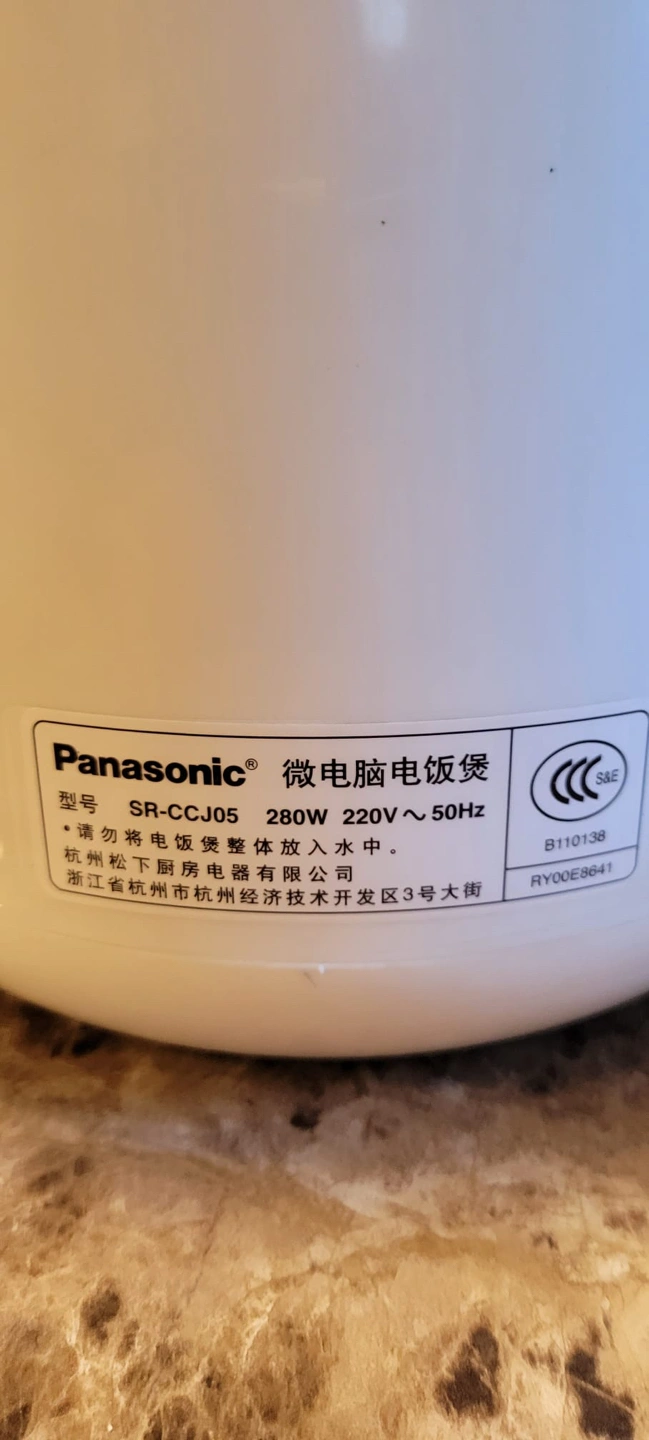 Panasonic® 微电脑电饭煲
型号 SR-CCJ05 280W 220V～50Hz
•请勿将电饭煲整体放入水中。
杭州松下厨房电器有限公司
浙江省杭州市杭州经济技术开发区3号大街
CCC S&E
B110138
RY00E8641